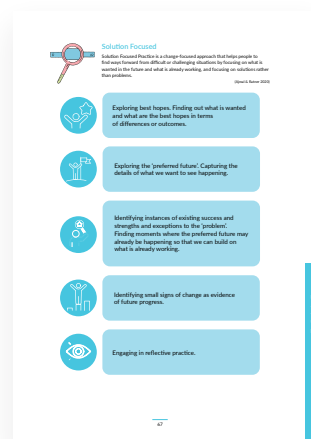 Solution Focused
Solution Focused Practice is a change-focused approach that helps people to
find ways forward from difficult or challenging situations by focusing on what is
wanted in the future and what is already working, and focusing on solutions rather
than problems.
Exploring best hopes. Finding out what is wanted
and what are the best hopes in terms
of differences or outcomes.
Exploring the ‘preferred future’. Capturing the
details of what we want to see happening.
Identifying instances of existing success and
strengths and exceptions to the ‘problem’.
Finding moments where the preferred future may
already be happening so that we can build on
what is already working.
Identifying small signs of change as evidence
of future progress.
Engaging in reflective practice.
67